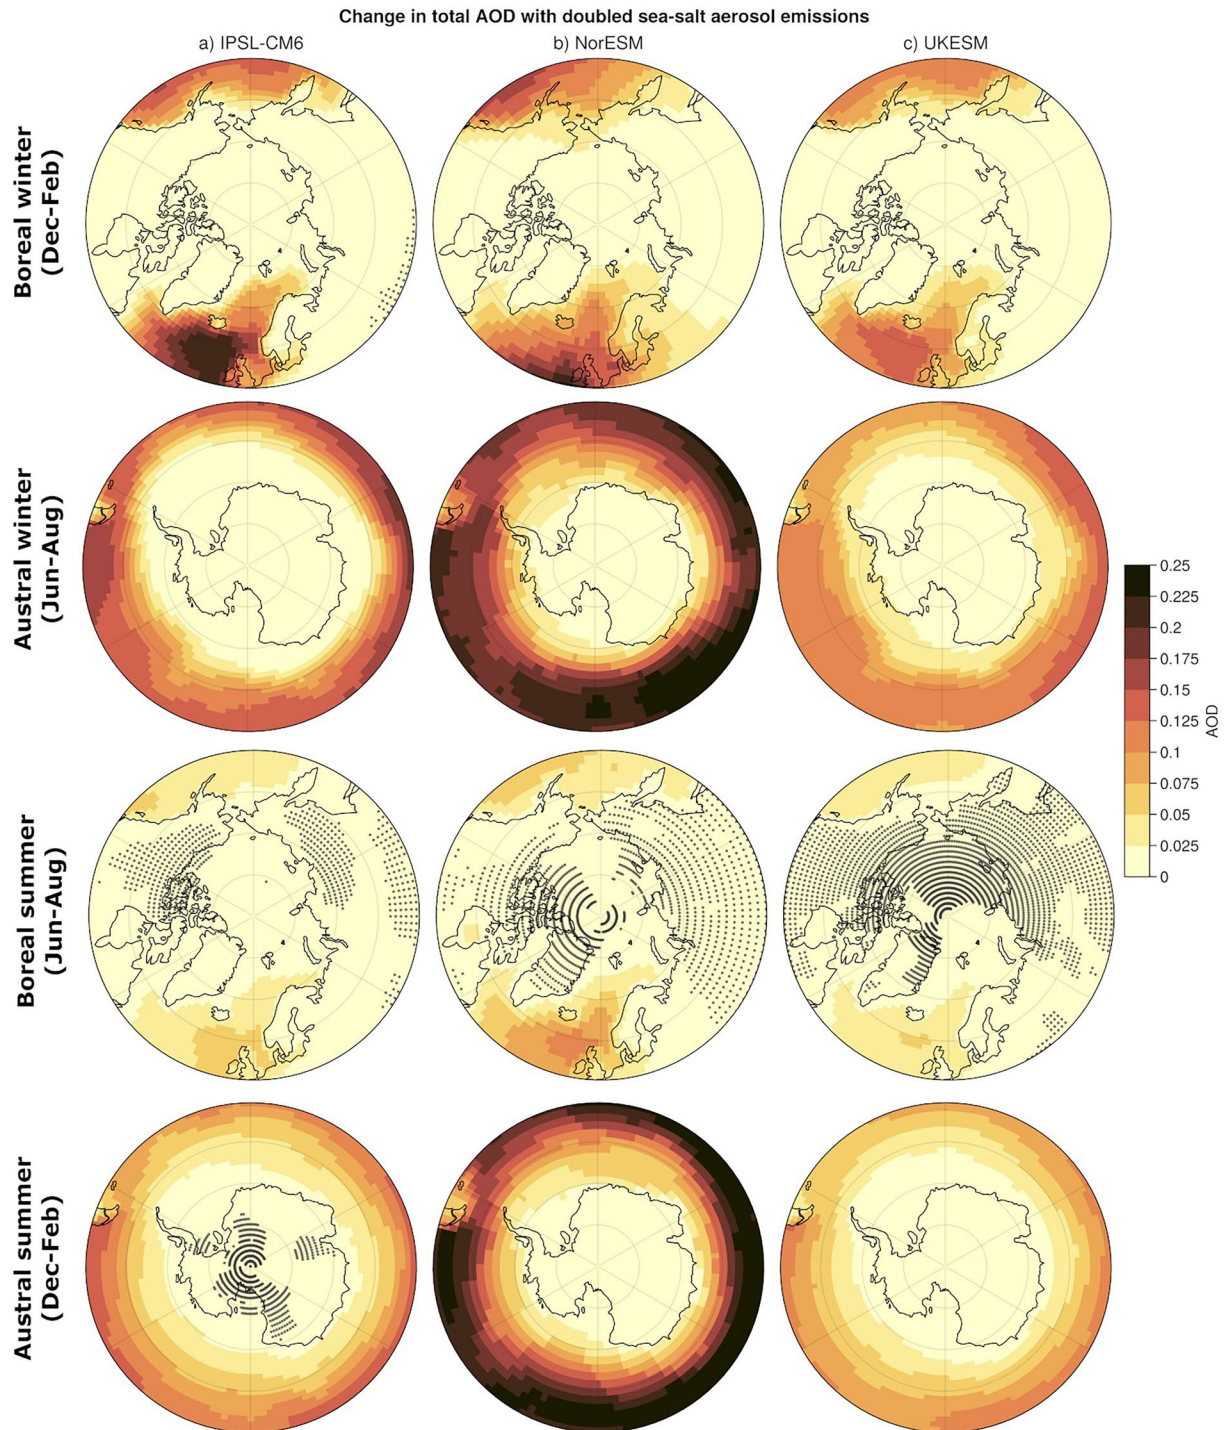 Change in total AOD with doubled sea-salt aerosol emissions
a) IPSL-CM6
b) NorESM
c) UKESM
Boreal winter
(Dec-Feb)
Austral winter
(Jun-Aug)
0.25
0.225
0.2
0.175
0.15
0.125
0.1
0.075
0.05
0.025
0
AOD
Boreal summer
(Jun-Aug)
Austral summer
(Dec-Feb)